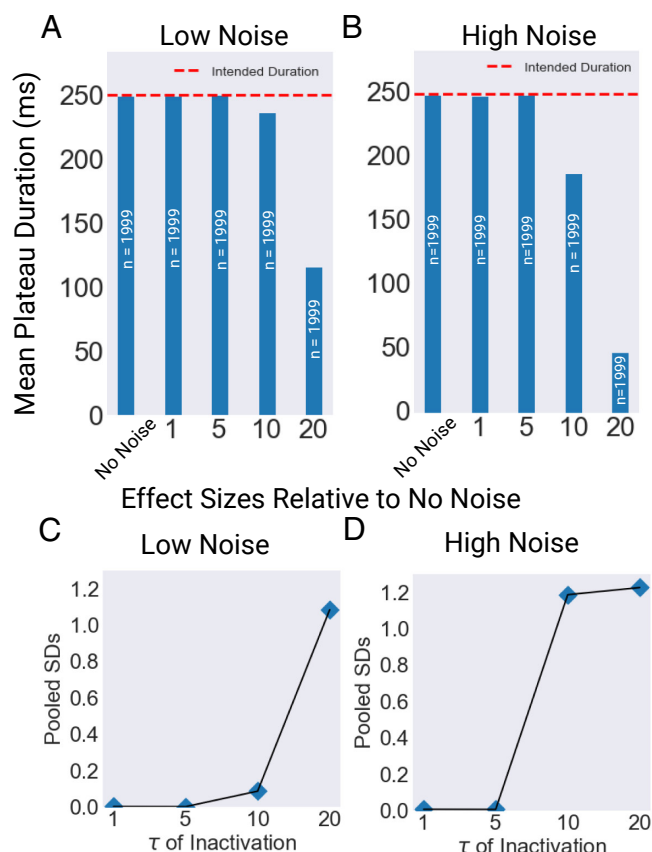 A
Low Noise
B
High Noise
Mean Plateau Duration (ms)
Intended Duration
250
200
150
100
50
0
n = 1999
n = 1999
n = 1999
n = 1999
n = 1999
No Noise
1
5
10
20
Intended Duration
250
200
150
100
50
0
n=1999
n=1999
n=1999
n = 1999
n=1999
No Noise
1
5
10
20
Effect Sizes Relative to No Noise
C
Low Noise
D
High Noise
Pooled SDs
1.2
1.0
0.8
0.6
0.4
0.2
0.0
1
5
10
20
τ of Inactivation
Pooled SDs
1.2
1.0
0.8
0.6
0.4
0.2
0.0
1
5
10
20
τ of Inactivation